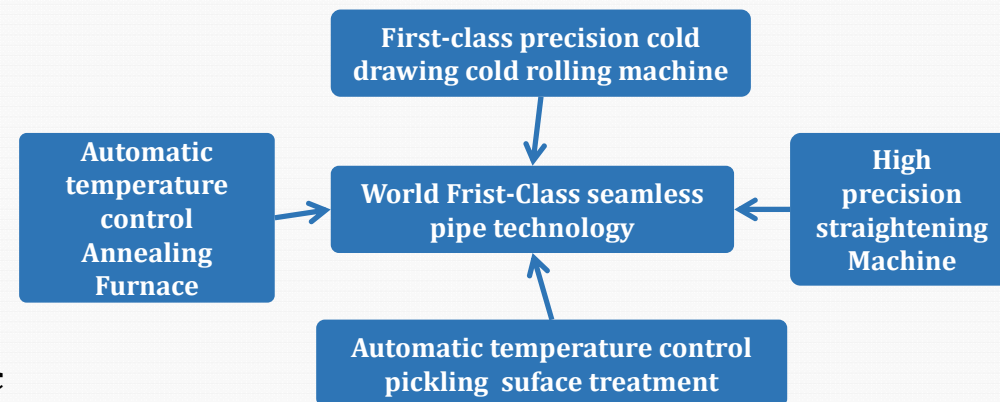 First-class precision cold
drawing cold rolling machine
Automatic
temperature
control
Annealing
Furnace
World Frist-Class seamless
pipe technology
High
precision
straightening
Machine
Automatic temperature control
pickling suface treatment